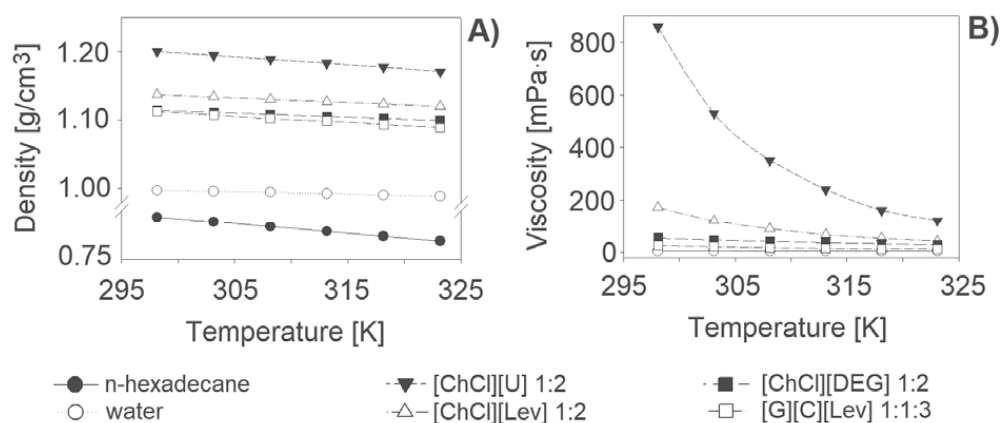 A)
Density [g/cm³]
1.20
1.10
1.00
0.75
295 305 315 325
Temperature [K]
B)
Viscosity [mPa·s]
800
600
400
200
0
295 305 315 325
Temperature [K]
n-hexadecane
water
[ChCl][U] 1:2
[ChCl][Lev] 1:2
[ChCl][DEG] 1:2
[G][C][Lev] 1:1:3